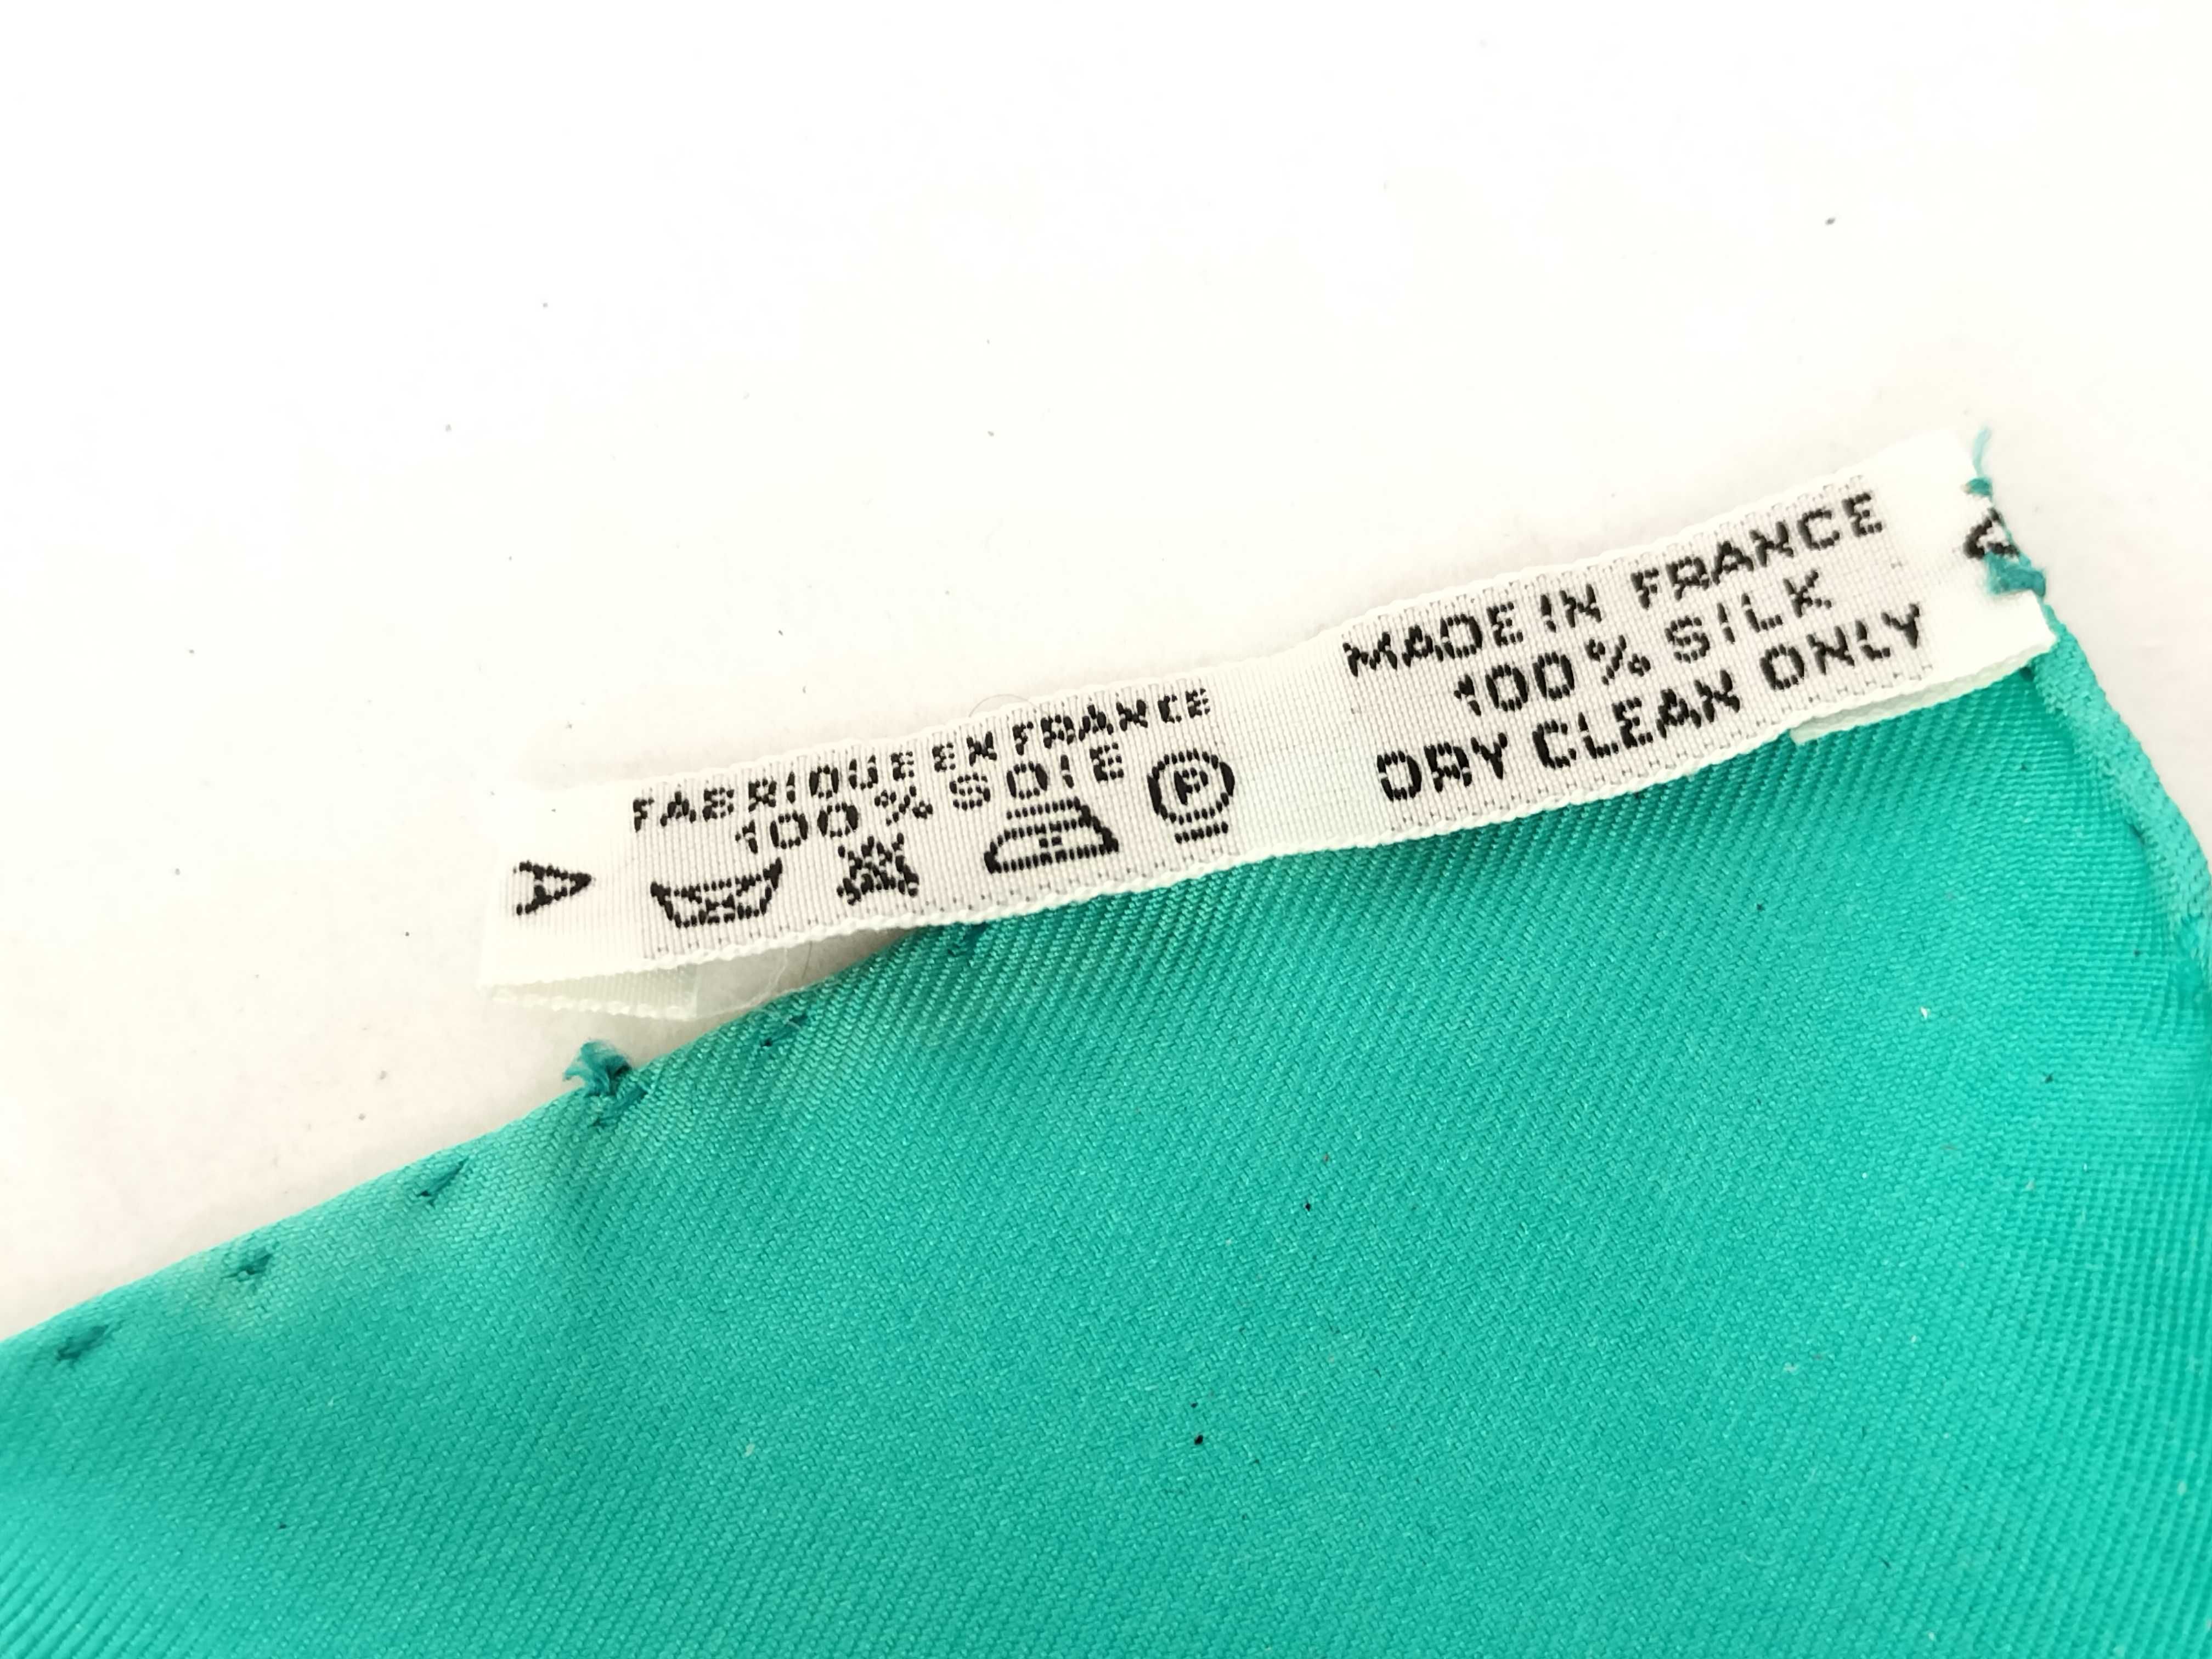 A
FABRIQUE EN FRANCE
100% SOIE
P
MADE IN FRANCE
100% SILK
DRY CLEAN ONLY